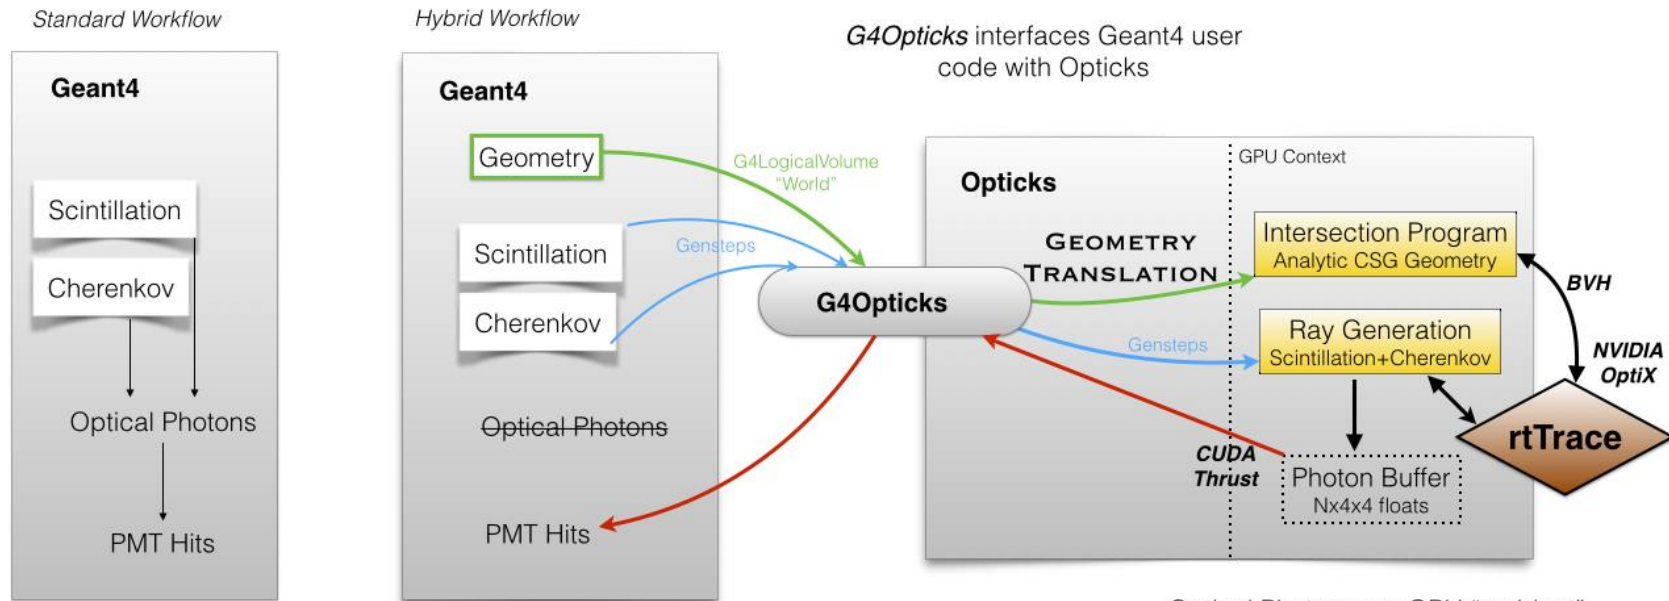 Standard Workflow
Geant4
Scintillation
Cherenkov
Optical Photons
PMT Hits
Hybrid Workflow
Geant4
Geometry
Scintillation
Cherenkov
Optical Photons
PMT Hits
G4LogicalVolume
“World”
Gensteps
G4Opticks interfaces Geant4 user
code with Opticks
G4Opticks
Opticks
GPU Context
GEOMETRY
TRANSLATION
Gensteps
Intersection Program
Analytic CSG Geometry
Ray Generation
Scintillation+Cherenkov
BVH
NVIDIA
OptiX
rtTrace
CUDA
Thrust
Photon Buffer
Nx4x4 floats